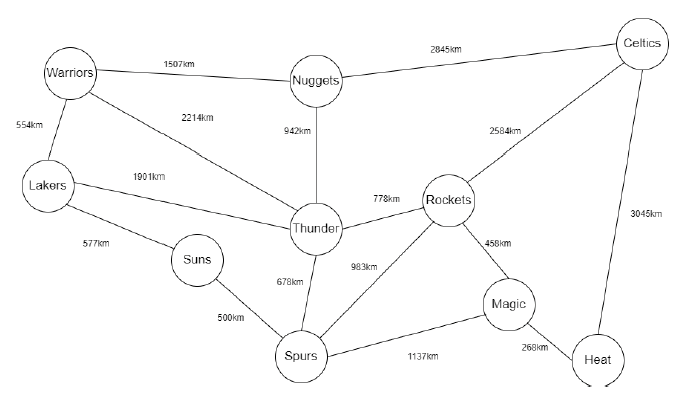 Celtics
2845km
Warriors
1507km
Nuggets
2214km
554km
942km
2584km
Lakers
1901km
778km
Rockets
3045km
Thunder
577km
Suns
983km
458km
678km
500km
Magic
Spurs
1137km
268km
Heat